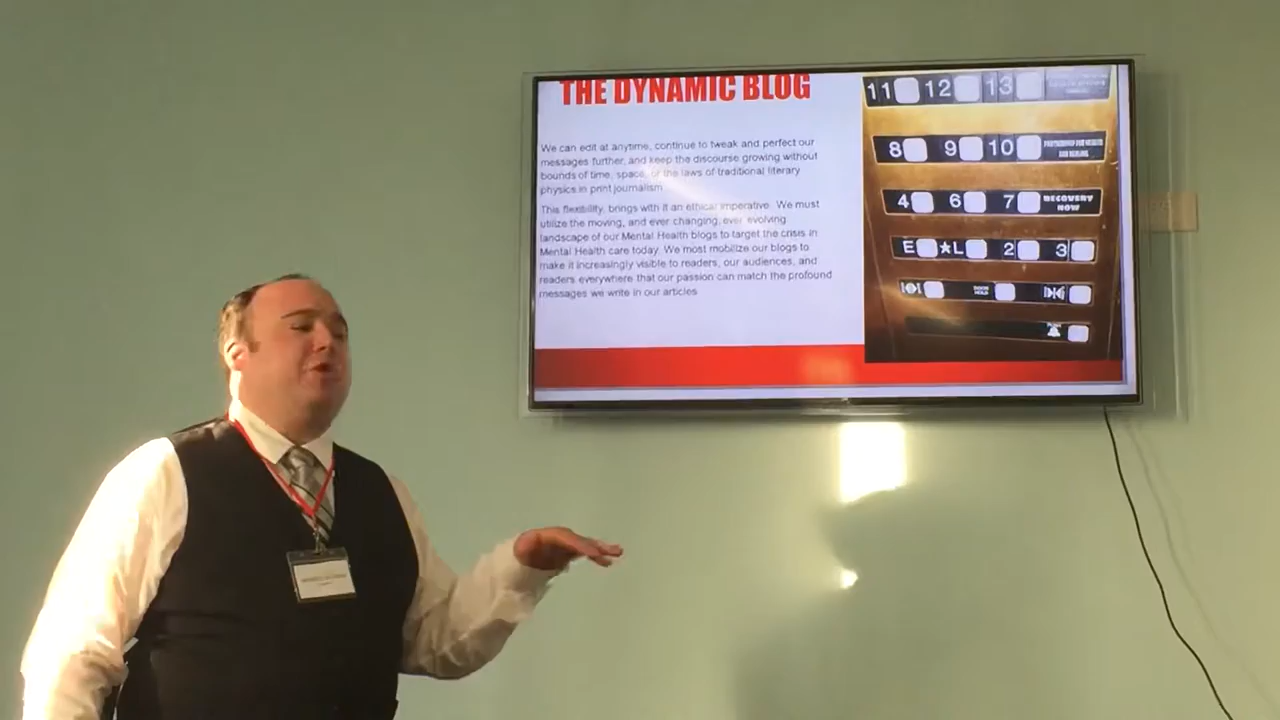 THE DYNAMIC BLOG
We can edit at anytime, continue to tweak and perfect our
messages further, and keep the discourse growing without
bounds of time, space, or the laws of traditional literary
physics in print journalism
This flexibility, brings with it an ethical imperative. We must
utilize the moving, and ever changing, ever evolving
landscape of our Mental Health blogs to target the crisis in
Mental Health care today. We most mobilize our blogs to
make it increasingly visible to readers, our audiences, and
readers everywhere that our passion can match the profound
messages we write in our articles
11 12 13
8 9 10
4 6 7 RECOVERY
NOW
E ★L 2 3
DOOR
HOLD